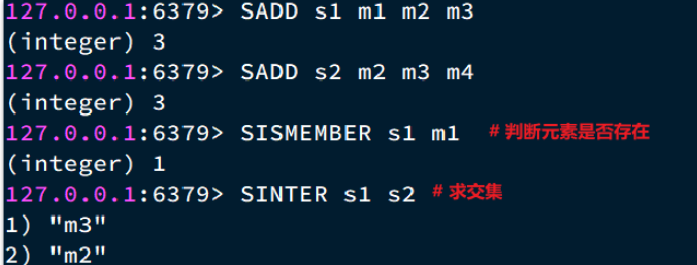 127.0.0.1:6379> SADD s1 m1 m2 m3
(integer) 3
127.0.0.1:6379> SADD s2 m2 m3 m4
(integer) 3
127.0.0.1:6379> SISMEMBER s1 m1 # 判断元素是否存在
(integer) 1
127.0.0.1:6379> SINTER s1 s2 # 求交集
1) "m3"
2) "m2"